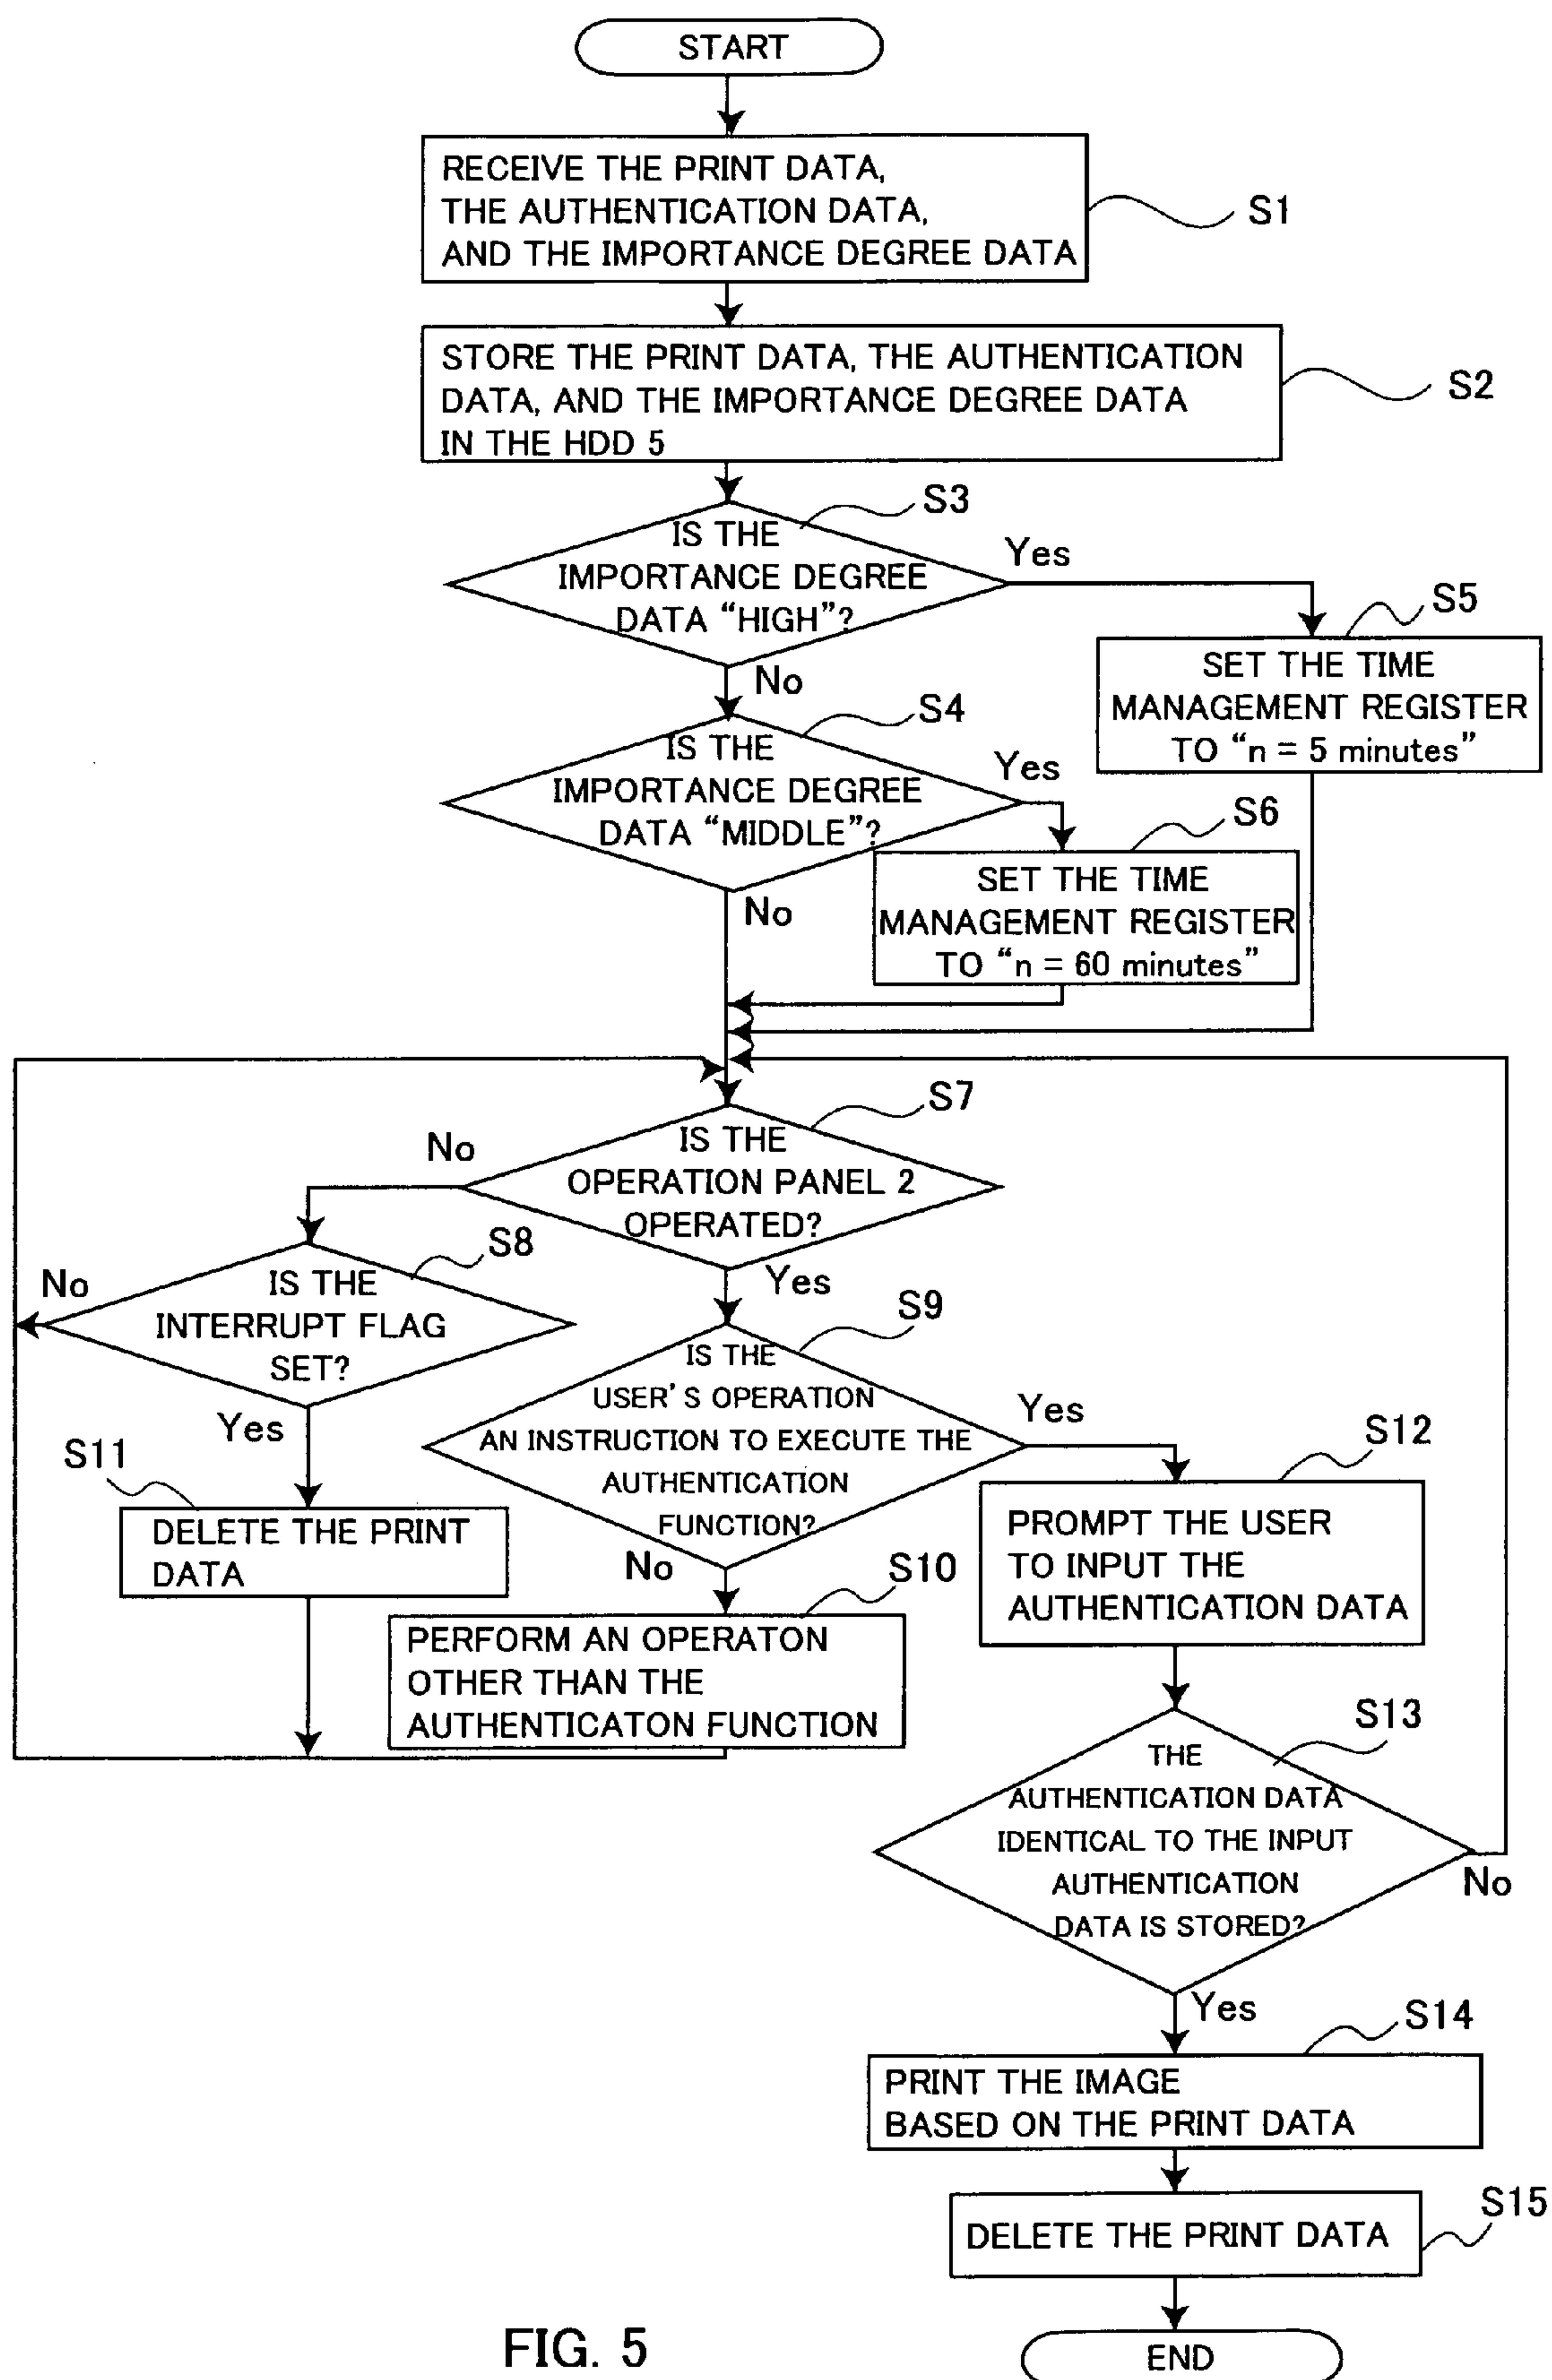 START
RECEIVE THE PRINT DATA,
THE AUTHENTICATION DATA,
AND THE IMPORTANCE DEGREE DATA
S1
STORE THE PRINT DATA, THE AUTHENTICATION
DATA, AND THE IMPORTANCE DEGREE DATA
IN THE HDD 5
S2
S3
IS THE
IMPORTANCE DEGREE
DATA “HIGH”?
Yes
No
S5
SET THE TIME
MANAGEMENT REGISTER
TO “n = 5 minutes”
S4
IS THE
IMPORTANCE DEGREE
DATA “MIDDLE”?
Yes
No
S6
SET THE TIME
MANAGEMENT REGISTER
TO “n = 60 minutes”
S7
IS THE
OPERATION PANEL 2
OPERATED?
No
Yes
S8
IS THE
INTERRUPT FLAG
SET?
No
Yes
S9
IS THE
USER'S OPERATION
AN INSTRUCTION TO EXECUTE THE
AUTHENTICATION
FUNCTION?
Yes
No
S11
DELETE THE PRINT
DATA
S10
PERFORM AN OPERATON
OTHER THAN THE
AUTHENTICATON FUNCTION
S12
PROMPT THE USER
TO INPUT THE
AUTHENTICATION DATA
S13
THE
AUTHENTICATION DATA
IDENTICAL TO THE INPUT
AUTHENTICATION
DATA IS STORED?
No
Yes
S14
PRINT THE IMAGE
BASED ON THE PRINT DATA
S15
DELETE THE PRINT DATA
END
FIG. 5